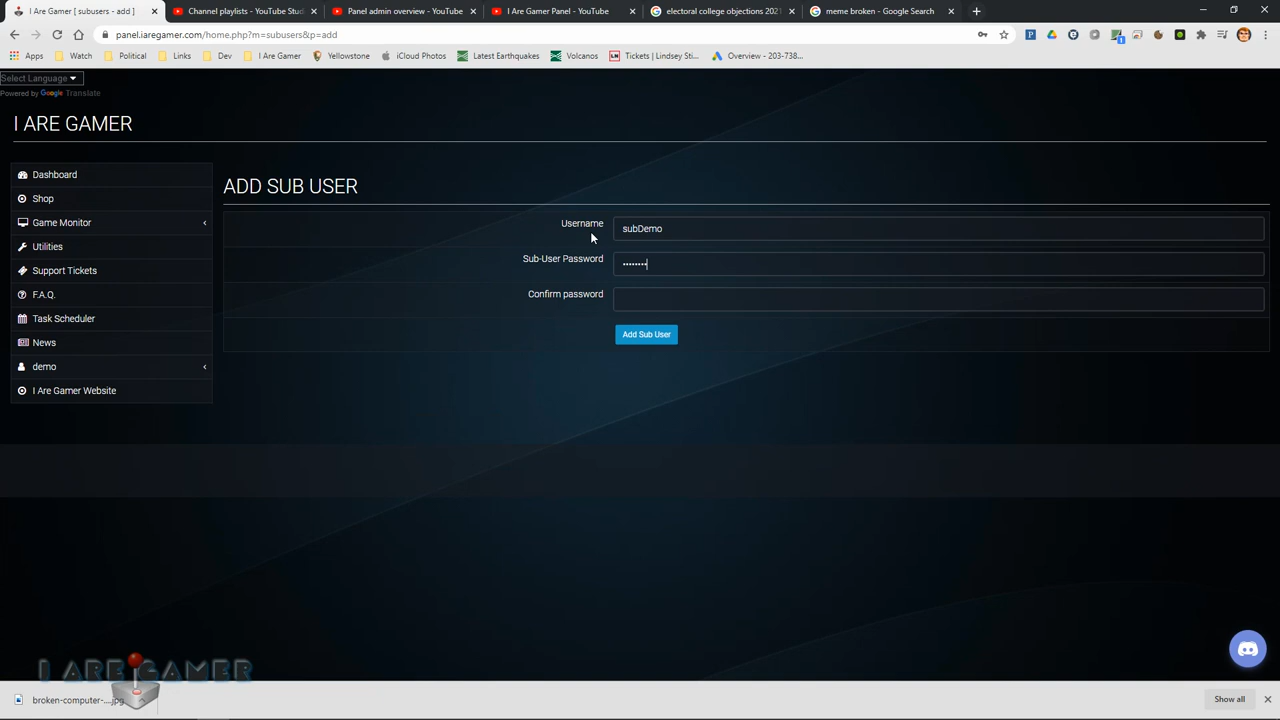 I Are Gamer [ subusers - add ]
Channel playlists - YouTube Stud
Panel admin overview - YouTube
I Are Gamer Panel - YouTube
electoral college objections 2021
meme broken - Google Search
panel.iaregamer.com/home.php?m=subusers&p=add
Apps
Watch
Political
Links
Dev
I Are Gamer
Yellowstone
iCloud Photos
Latest Earthquakes
Volcanos
Tickets | Lindsey Sti...
Overview - 203-738...
Select Language
Powered by Google Translate
I ARE GAMER
Dashboard
Shop
Game Monitor
Utilities
Support Tickets
F.A.Q.
Task Scheduler
News
demo
I Are Gamer Website
ADD SUB USER
Username
subDemo
Sub-User Password
••••••••
Confirm password
Add Sub User
I ARE GAMER
broken-computer-....jpg
Show all